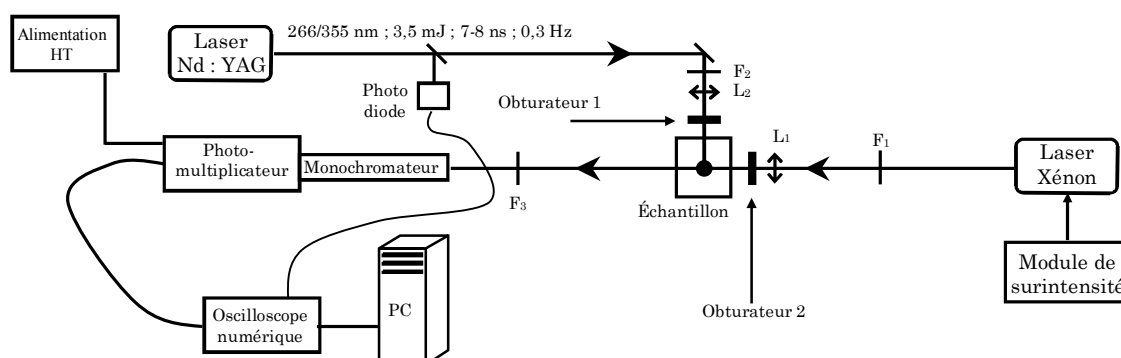 Alimentation
HT
Laser
Nd : YAG
266/355 nm ; 3,5 mJ ; 7-8 ns ; 0,3 Hz
Photo
diode
F2
L2
Obturateur 1
L1
F1
Photo-
multiplicateur
Monochromateur
F3
Échantillon
Laser
Xénon
Module de
surintensité
Obturateur 2
Oscilloscope
numérique
PC